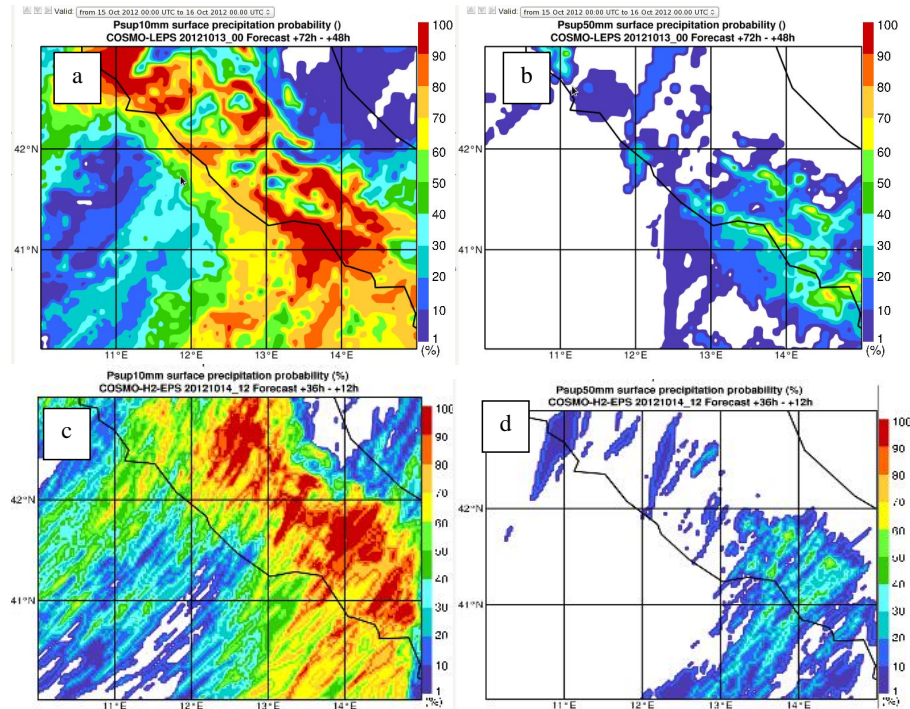 Valid: from 15 Oct 2012 00.00 UTC to 16 Oct 2012 00.00 UTC
Psup10mm surface precipitation probability ()
COSMO-LEPS 20121013_00 Forecast +72h - +48h
a
42°N
41°N
11°E 12°E 13°E 14°E
100
90
80
70
60
50
40
30
20
10
1
(%)
Valid: from 15 Oct 2012 00.00 UTC to 16 Oct 2012 00.00 UTC
Psup50mm surface precipitation probability ()
COSMO-LEPS 20121013_00 Forecast +72h - +48h
b
42°N
41°N
11°E 12°E 13°E 14°E
100
90
80
70
60
50
40
30
20
10
1
(%)
Psup10mm surface precipitation probability (%)
COSMO-H2-EPS 20121014_12 Forecast +36h - +12h
c
42°N
41°N
11°E 12°E 13°E 14°E
100
90
80
70
60
50
40
30
20
10
1
(%)
Psup50mm surface precipitation probability (%)
COSMO-H2-EPS 20121014_12 Forecast +36h - +12h
d
42°N
41°N
11°E 12°E 13°E 14°E
100
90
80
70
60
50
40
30
20
10
1
(%)